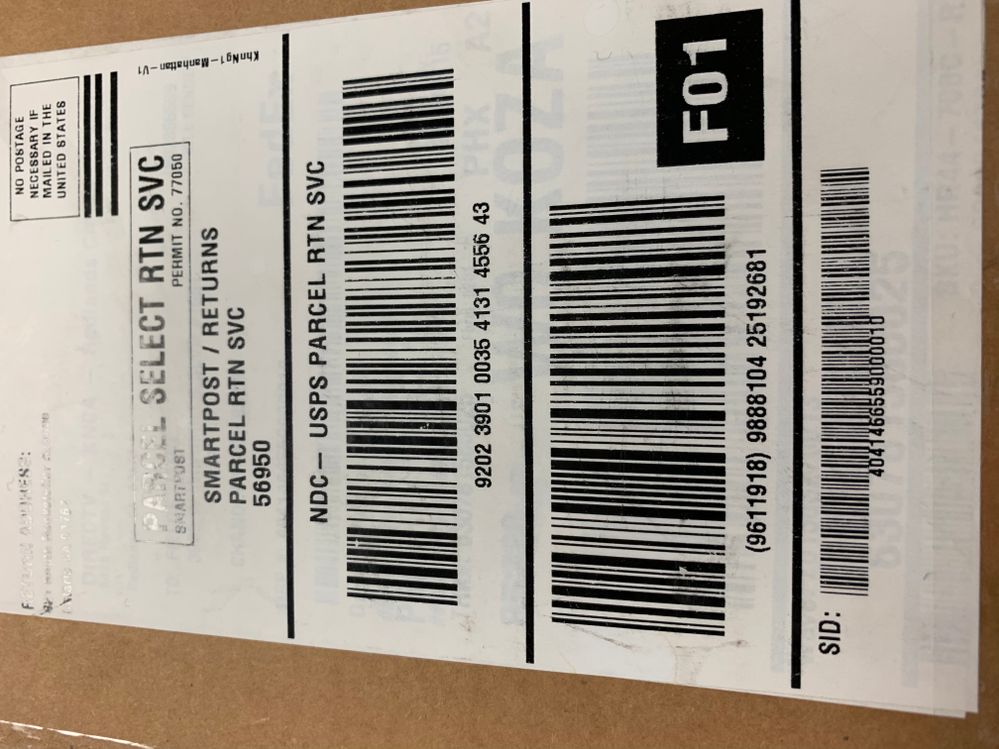 NO POSTAGE
NECESSARY IF
MAILED IN THE
UNITED STATES
KhnNg1-Manhattan-V1
PARCEL SELECT RTN SVC
SMARTPOST PERMIT NO. 77050
SMARTPOST / RETURNS
PARCEL RTN SVC
56950
NDC- USPS PARCEL RTN SVC
9202 3901 0035 4131 4556 43
F01
(9611918) 9888104 25192681
SID:
4041466559000010